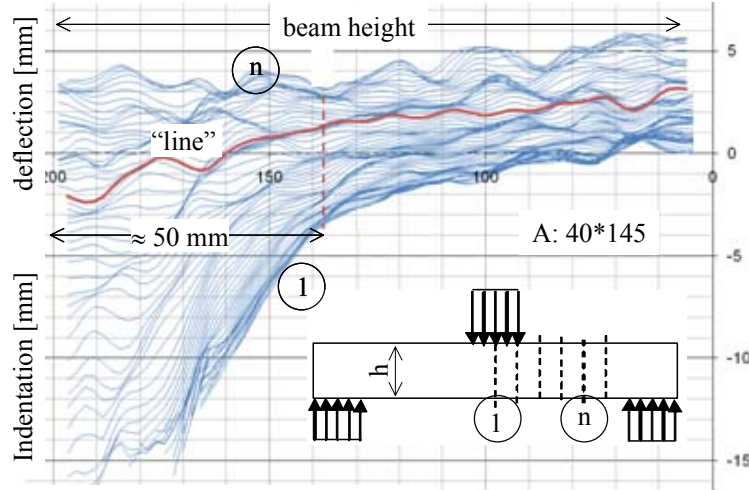 beam height
deflection [mm]
n
5
“line”
0
200
150
100
0
≈ 50 mm
A: 40*145
-5
1
Indentation [mm]
h
-10
1
n
-15